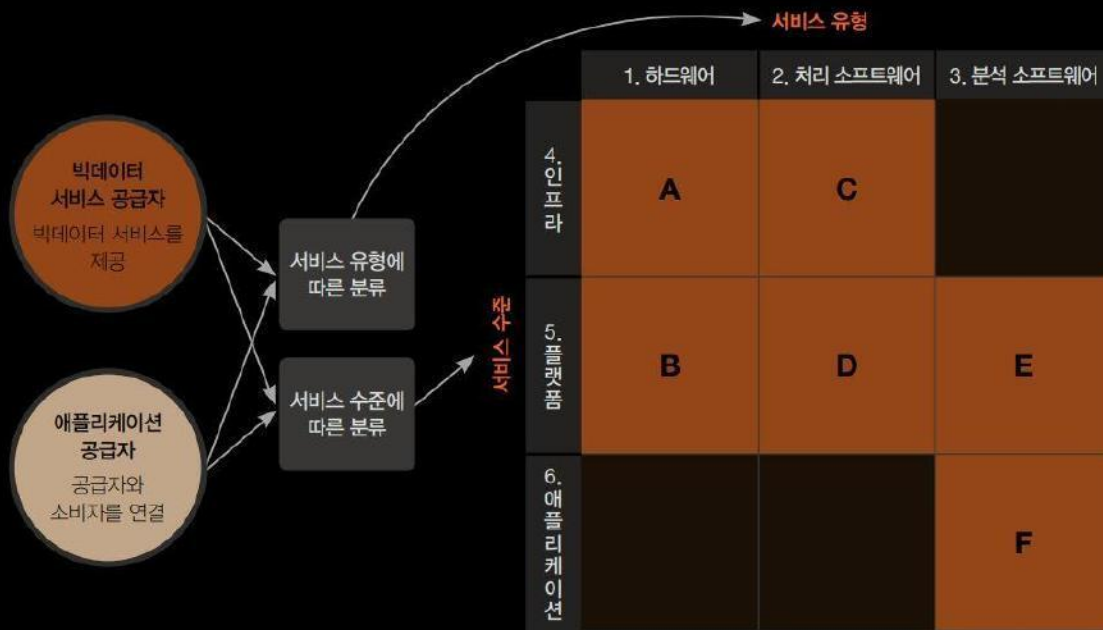 서비스 유형
1. 하드웨어
2. 처리 소프트웨어
3. 분석 소프트웨어
빅데이터
서비스 공급자
빅데이터 서비스를
제공
애플리케이션
공급자
공급자와
소비자를 연결
서비스 유형에
따른 분류
서비스 수준에
따른 분류
서비스 수준
4. 인프라
A
C
5. 플랫폼
B
D
E
6. 애플리케이션
F